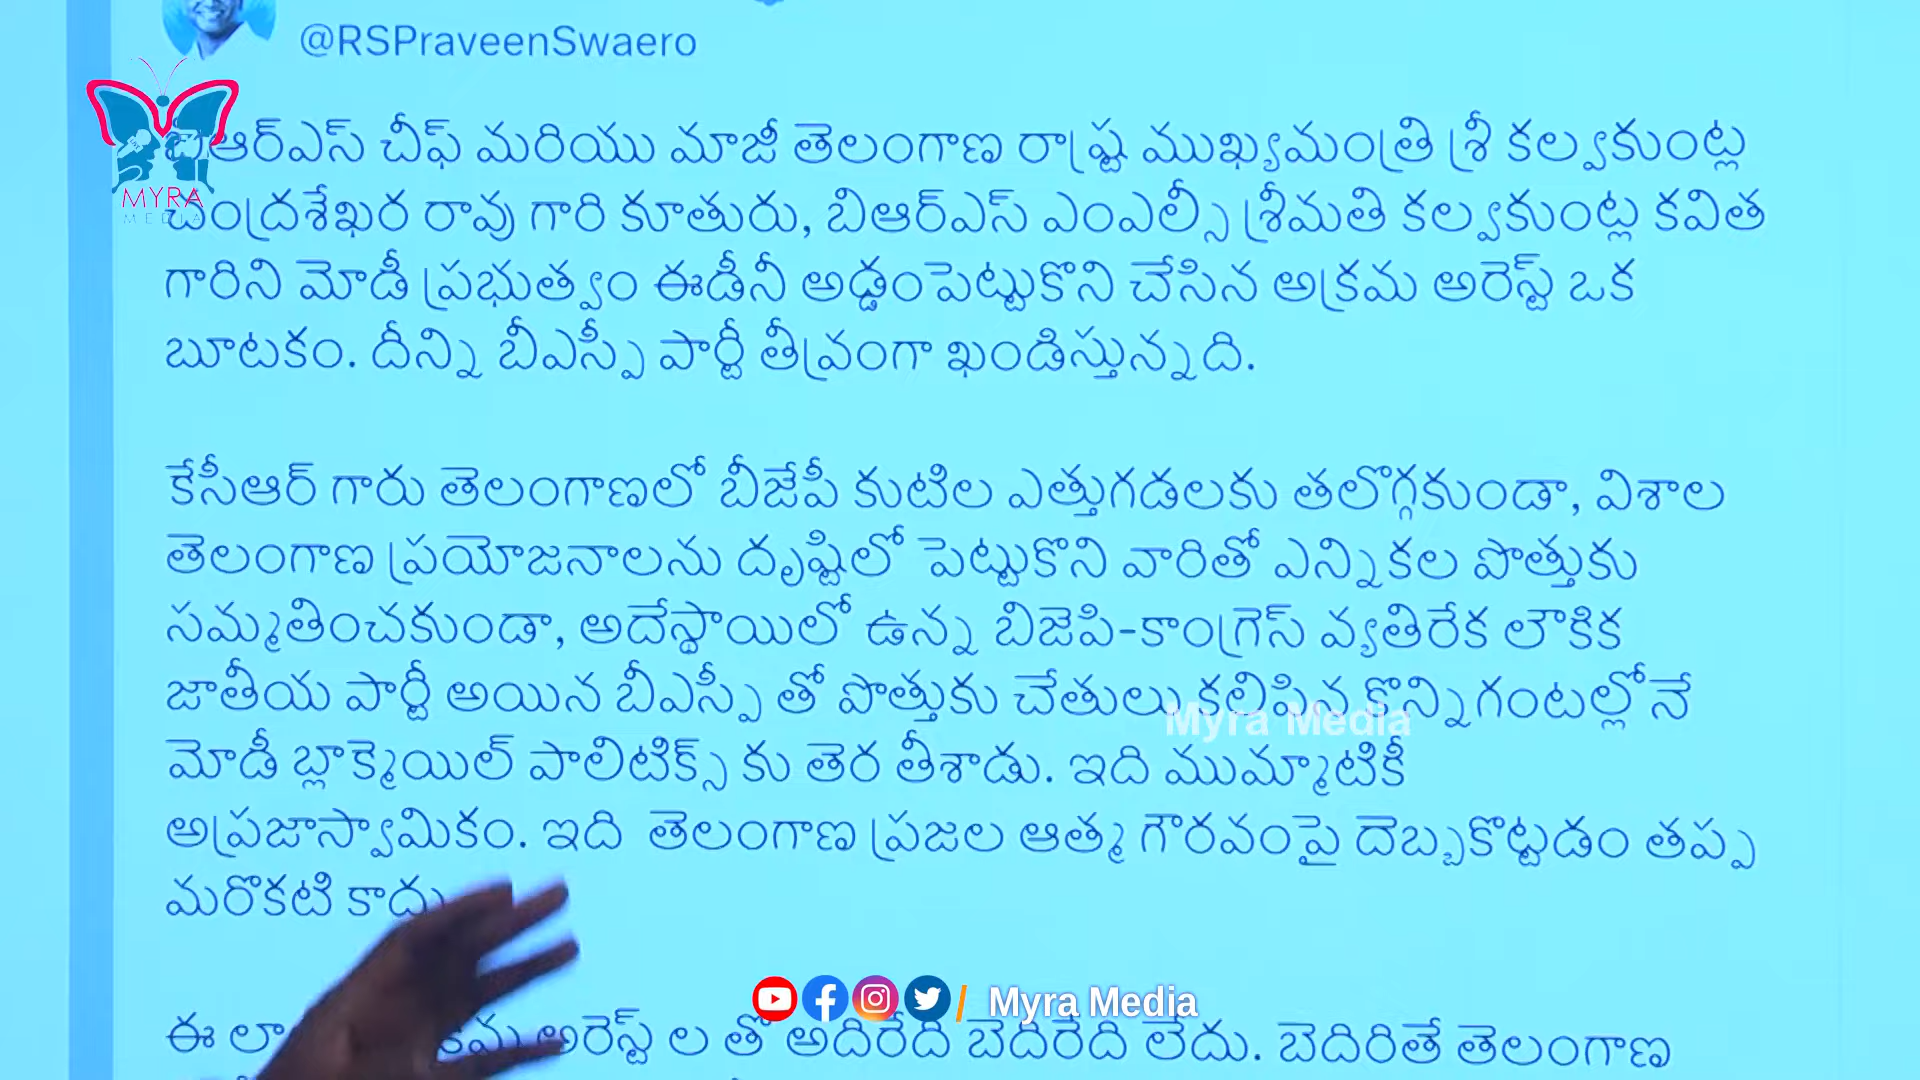 @RSPraveenSwaero
MYRA
MEDIA
బిఆర్ఎస్ చీఫ్ మరియు మాజీ తెలంగాణ రాష్ట్ర ముఖ్యమంత్రి శ్రీ కల్వకుంట్ల
చంద్రశేఖర రావు గారి కూతురు, బిఆర్ఎస్ ఎంఎల్సీ శ్రీమతి కల్వకుంట్ల కవిత
గారిని మోడీ ప్రభుత్వం ఈడీనీ అడ్డంపెట్టుకొని చేసిన అక్రమ అరెస్ట్ ఒక
బూటకం. దీన్ని బీఎస్పీ పార్టీ తీవ్రంగా ఖండిస్తున్నది.
కేసీఆర్ గారు తెలంగాణలో బీజేపీ కుటిల ఎత్తుగడలకు తలొగ్గకుండా, విశాల
తెలంగాణ ప్రయోజనాలను దృష్టిలో పెట్టుకొని వారితో ఎన్నికల పొత్తుకు
సమ్మతించకుండా, అదేస్థాయిలో ఉన్న బిజెపి-కాంగ్రెస్ వ్యతిరేక లౌకిక
జాతీయ పార్టీ అయిన బీఎస్పీ తో పొత్తుకు చేతులు కలిపిన కొన్నిగంటల్లోనే
Myra Media
మోడీ బ్లాక్మెయిల్ పాలిటిక్స్ కు తెర తీశాడు. ఇది ముమ్మాటికీ
అప్రజాస్వామికం. ఇది తెలంగాణ ప్రజల ఆత్మ గౌరవంపై దెబ్బకొట్టడం తప్ప
మరొకటి కాదు
/ Myra Media
ఈ అరెస్ట్ ల తో అదిరేది బెదిరేది లేదు. బెదిరితే తెలంగాణ